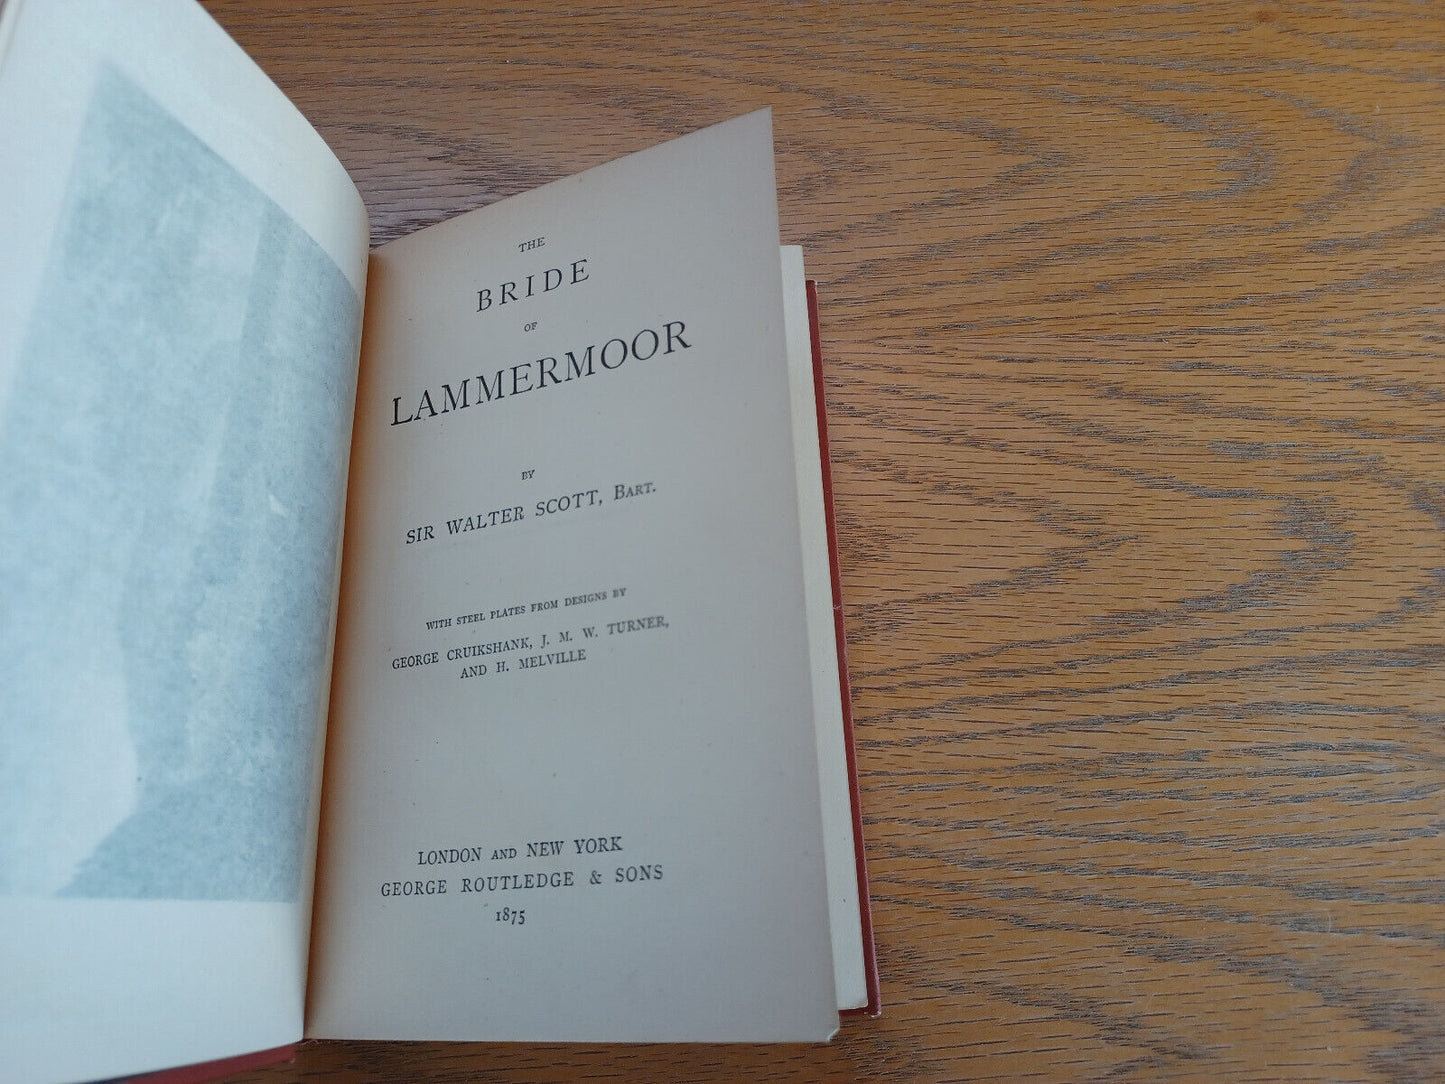 THE
BRIDE
OF
LAMMERMOOR
BY
SIR WALTER SCOTT, BART.
WITH STEEL PLATES FROM DESIGNS BY
GEORGE CRUIKSHANK, J. M. W. TURNER,
AND H. MELVILLE
LONDON AND NEW YORK
GEORGE ROUTLEDGE & SONS
1875